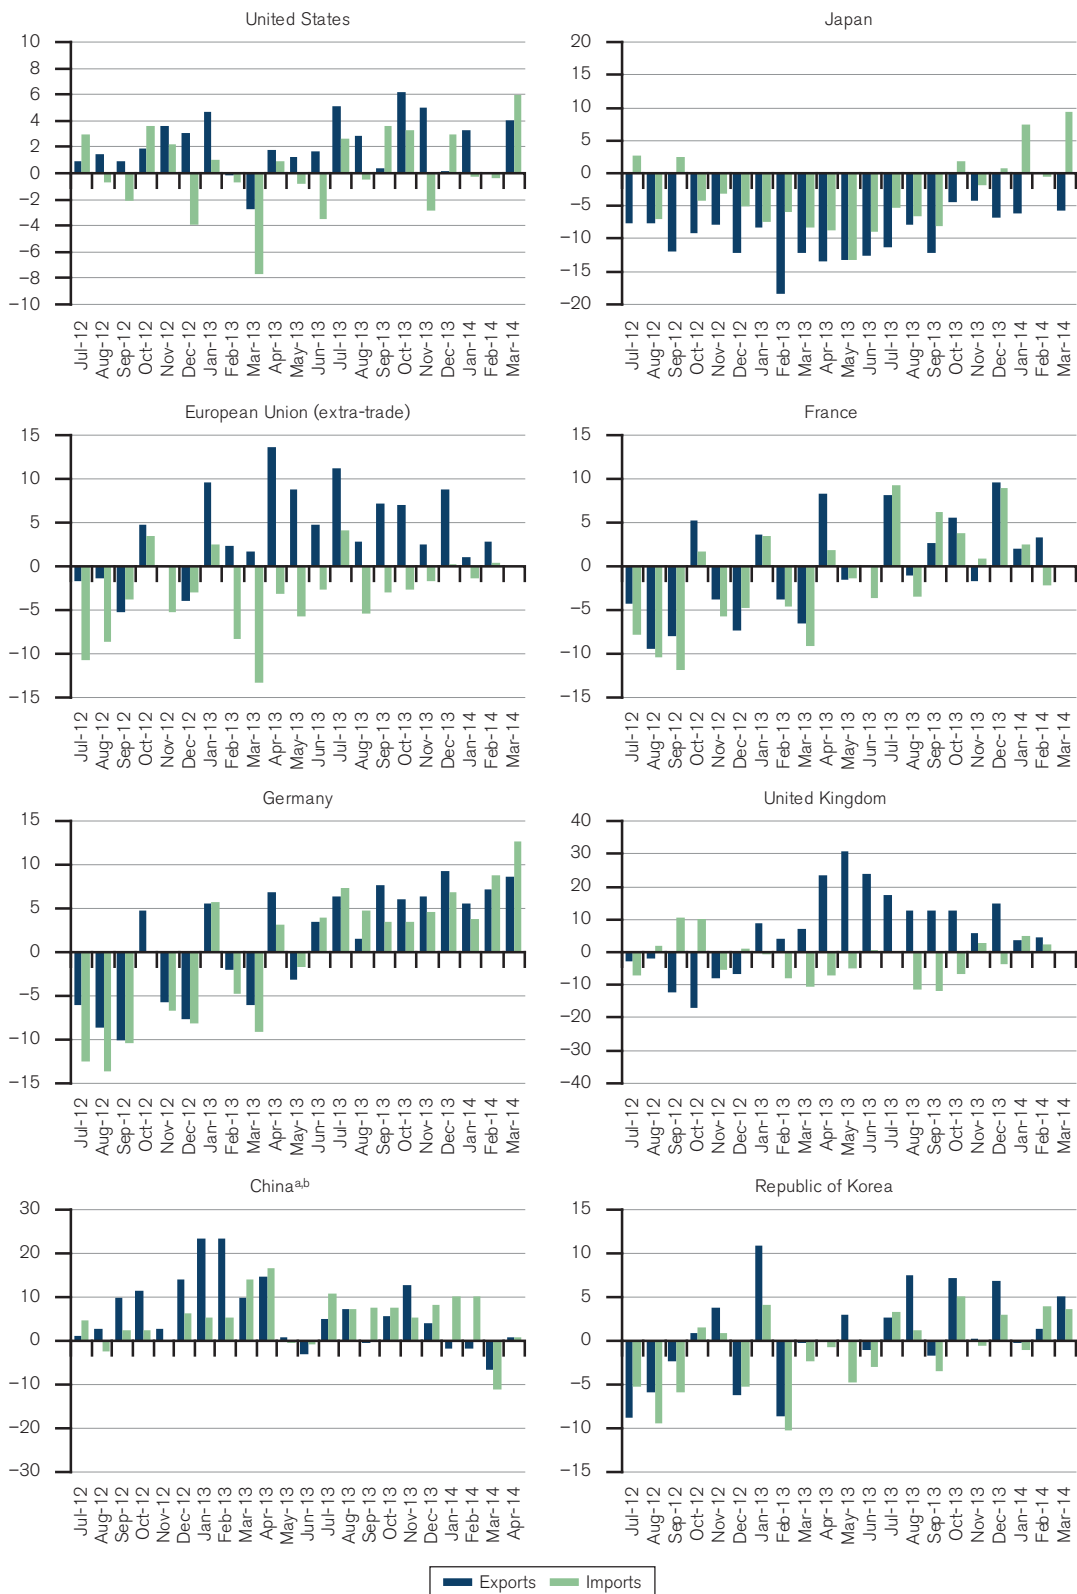 United States
10
8
6
4
2
0
−2
−4
−6
−8
−10
Jul-12
Aug-12
Sep-12
Oct-12
Nov-12
Dec-12
Jan-13
Feb-13
Mar-13
Apr-13
May-13
Jun-13
Jul-13
Aug-13
Sep-13
Oct-13
Nov-13
Dec-13
Jan-14
Feb-14
Mar-14
Japan
20
15
10
5
0
−5
−10
−15
−20
Jul-12
Aug-12
Sep-12
Oct-12
Nov-12
Dec-12
Jan-13
Feb-13
Mar-13
Apr-13
May-13
Jun-13
Jul-13
Aug-13
Sep-13
Oct-13
Nov-13
Dec-13
Jan-14
Feb-14
Mar-14
European Union (extra-trade)
15
10
5
0
−5
−10
−15
Jul-12
Aug-12
Sep-12
Oct-12
Nov-12
Dec-12
Jan-13
Feb-13
Mar-13
Apr-13
May-13
Jun-13
Jul-13
Aug-13
Sep-13
Oct-13
Nov-13
Dec-13
Jan-14
Feb-14
Mar-14
France
15
10
5
0
−5
−10
−15
Jul-12
Aug-12
Sep-12
Oct-12
Nov-12
Dec-12
Jan-13
Feb-13
Mar-13
Apr-13
May-13
Jun-13
Jul-13
Aug-13
Sep-13
Oct-13
Nov-13
Dec-13
Jan-14
Feb-14
Mar-14
Germany
15
10
5
0
−5
−10
−15
Jul-12
Aug-12
Sep-12
Oct-12
Nov-12
Dec-12
Jan-13
Feb-13
Mar-13
Apr-13
May-13
Jun-13
Jul-13
Aug-13
Sep-13
Oct-13
Nov-13
Dec-13
Jan-14
Feb-14
Mar-14
United Kingdom
40
30
20
10
0
−10
−20
−30
−40
Jul-12
Aug-12
Sep-12
Oct-12
Nov-12
Dec-12
Jan-13
Feb-13
Mar-13
Apr-13
May-13
Jun-13
Jul-13
Aug-13
Sep-13
Oct-13
Nov-13
Dec-13
Jan-14
Feb-14
Mar-14
China a,b
30
20
10
0
−10
−20
−30
Jul-12
Aug-12
Sep-12
Oct-12
Nov-12
Dec-12
Jan-13
Feb-13
Mar-13
Apr-13
May-13
Jun-13
Jul-13
Aug-13
Sep-13
Oct-13
Nov-13
Dec-13
Jan-14
Feb-14
Mar-14
Apr-14
Republic of Korea
15
10
5
0
−5
−10
−15
Jul-12
Aug-12
Sep-12
Oct-12
Nov-12
Dec-12
Jan-13
Feb-13
Mar-13
Apr-13
May-13
Jun-13
Jul-13
Aug-13
Sep-13
Oct-13
Nov-13
Dec-13
Jan-14
Feb-14
Mar-14
Exports Imports